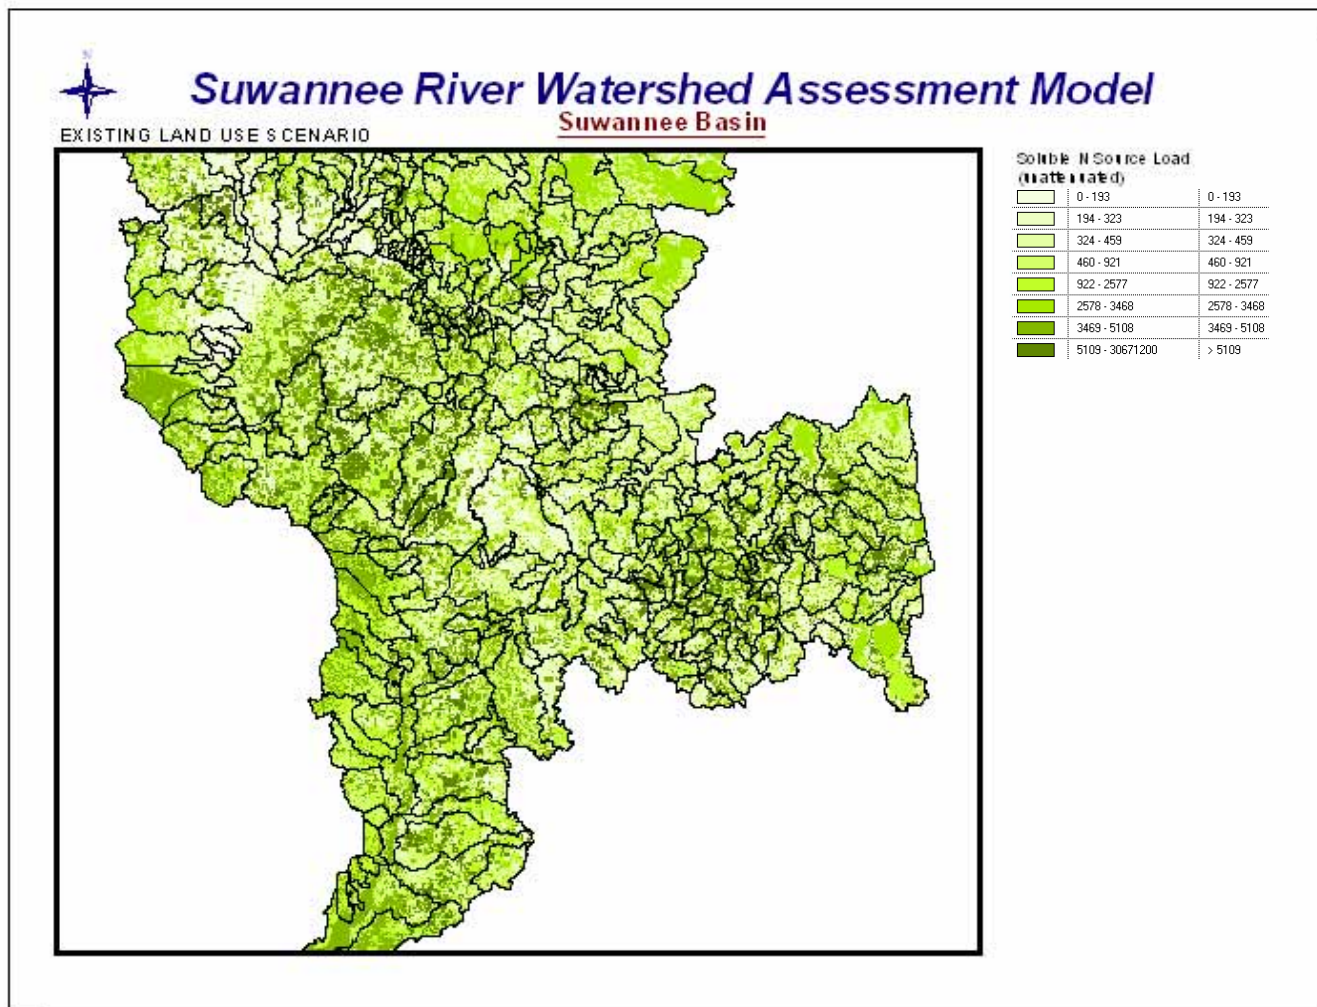 N
Suwannee River Watershed Assessment Model
Suwannee Basin
EXISTING LAND USE SCENARIO
Soluble N Source Load
(unattenuated)
0 - 193 0 - 193
194 - 323 194 - 323
324 - 459 324 - 459
460 - 921 460 - 921
922 - 2577 922 - 2577
2578 - 3468 2578 - 3468
3469 - 5108 3469 - 5108
5109 - 30671200 > 5109